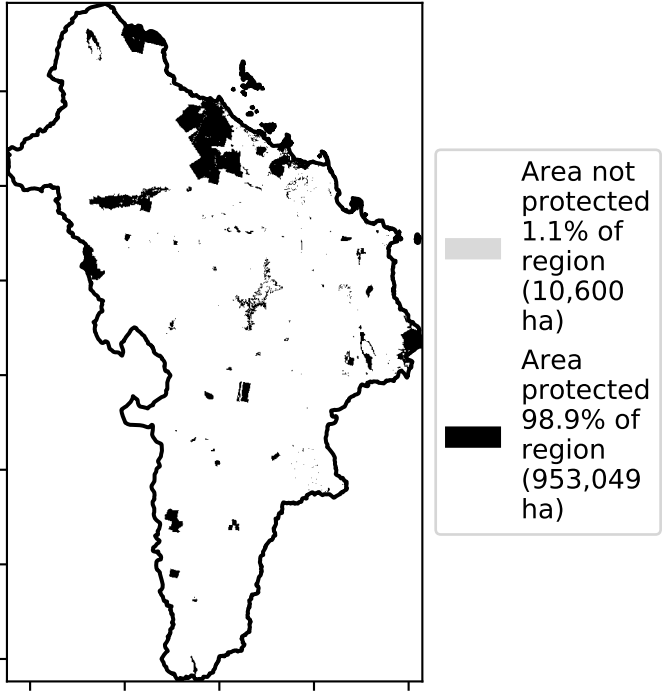 Area not
protected
1.1% of
region
(10,600
ha)
Area
protected
98.9% of
region
(953,049
ha)